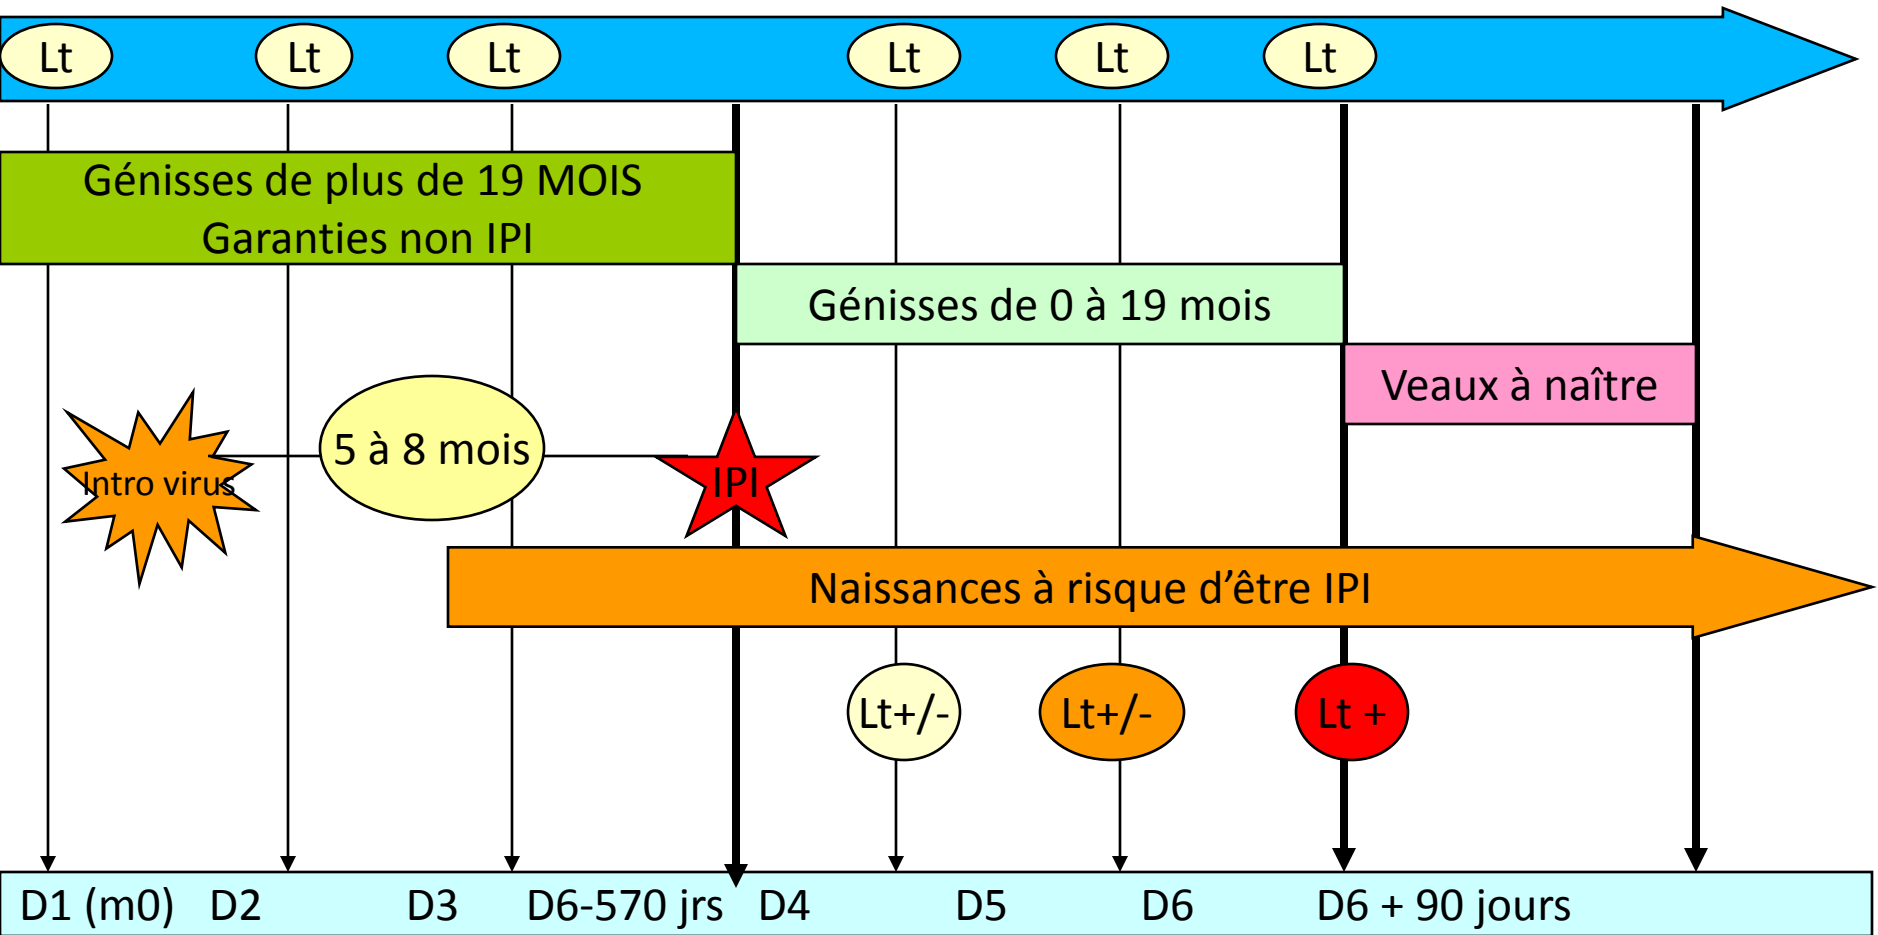 Lt Lt Lt Lt Lt Lt
Génisses de plus de 19 MOIS
Garanties non IPI
Génisses de 0 à 19 mois
Veaux à naître
Intro virus
5 à 8 mois
IPI
Naissances à risque d’être IPI
Lt+/- Lt+/- Lt +
D1 (m0) D2 D3 D6-570 jrs D4 D5 D6 D6 + 90 jours